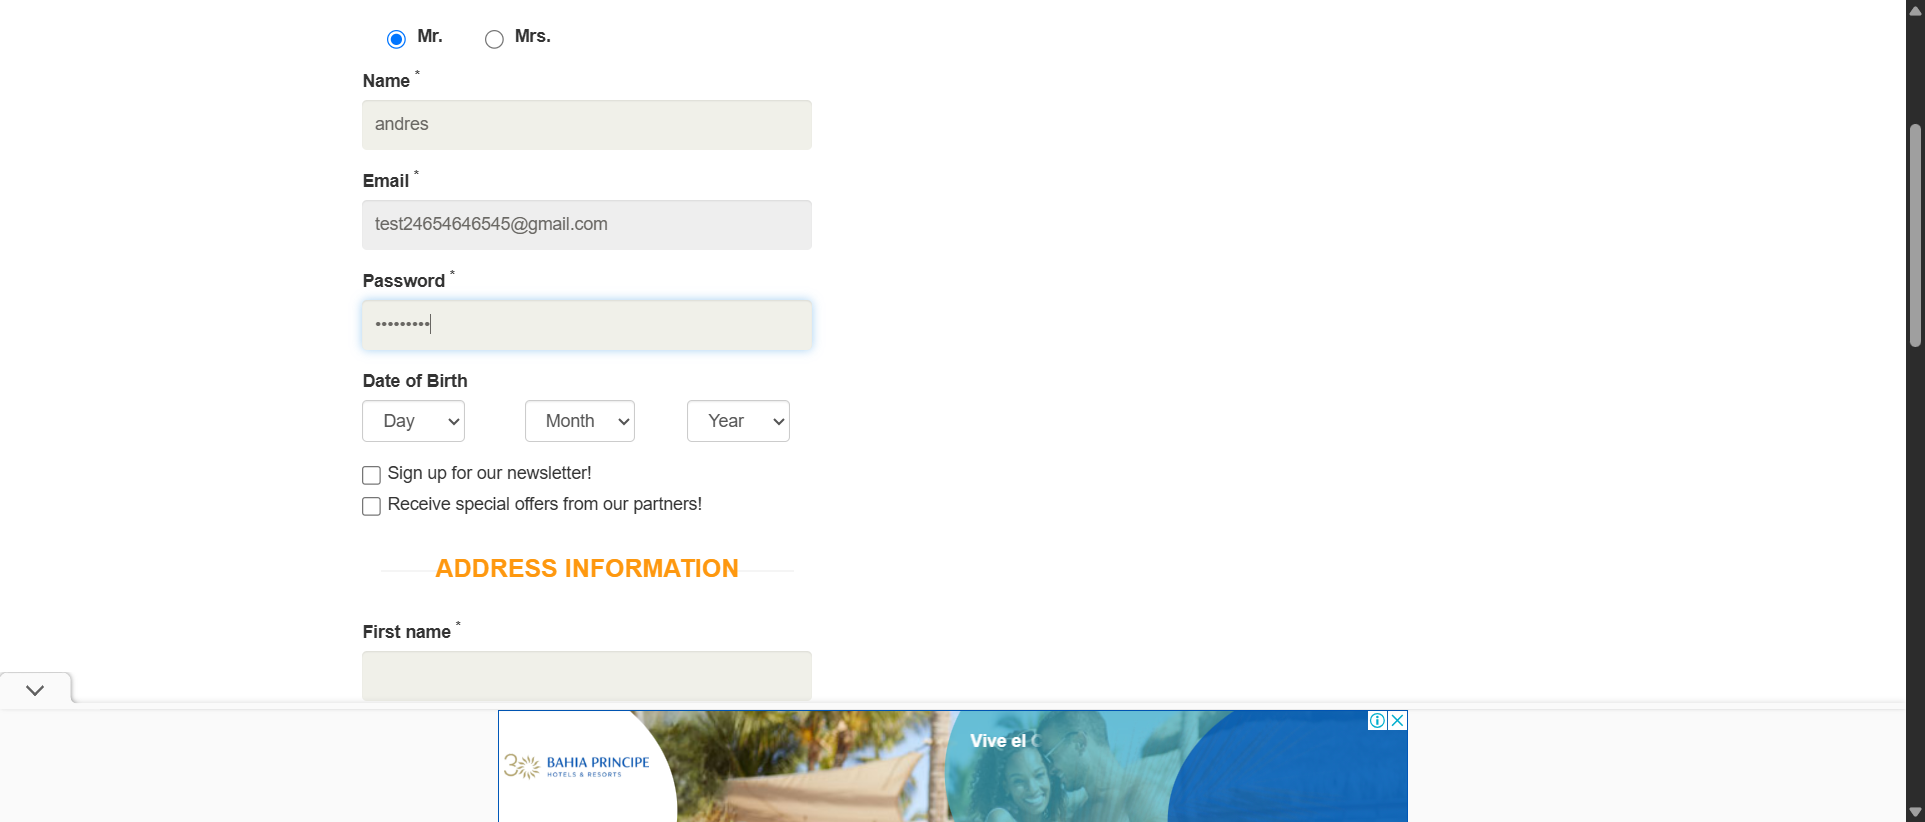 Mr. Mrs.
Name *
andres
Email *
test24654646545@gmail.com
Password *
•••••••••
Date of Birth
Day Month Year
Sign up for our newsletter!
Receive special offers from our partners!
ADDRESS INFORMATION
First name *
Vive el C
30 BAHIA PRINCIPE
HOTELS & RESORTS